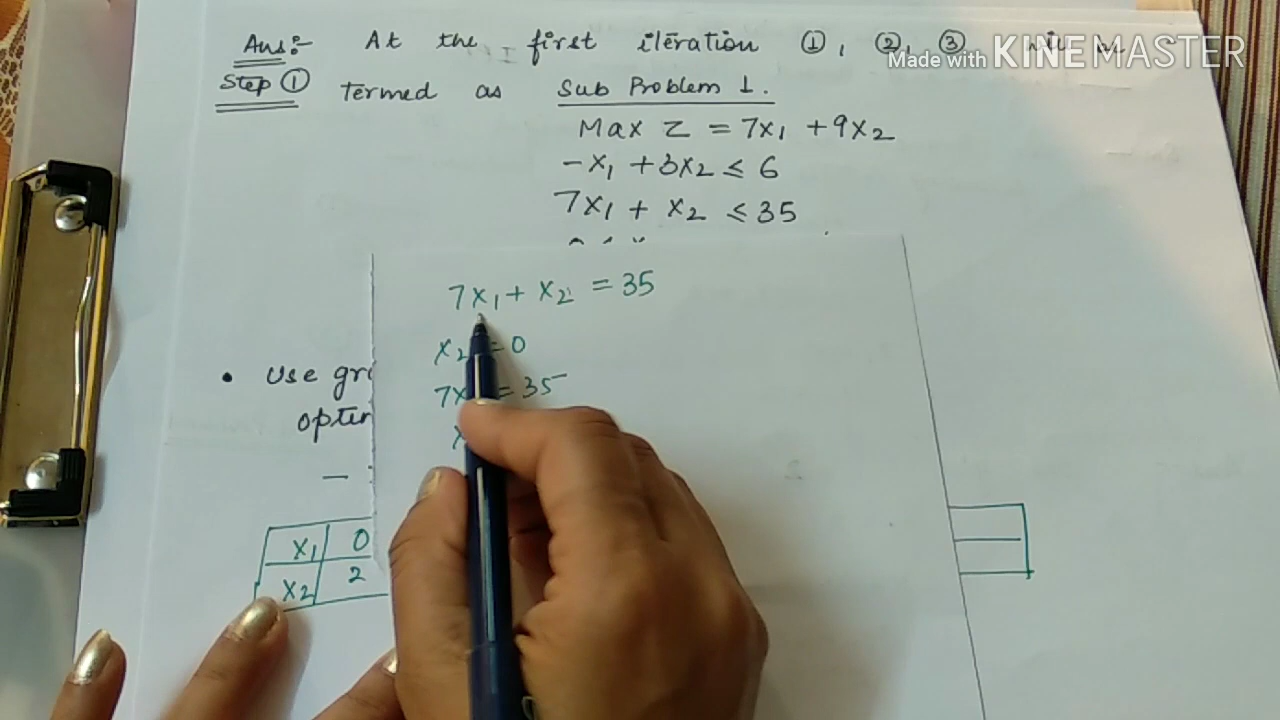 Ans:- At the first iteration ①, ②, ③
Made with KINEMASTER
Step ① termed as Sub Problem 1.
Max Z = 7x₁ + 9x₂
-x₁ + 3x₂ ≤ 6
7x₁ + x₂ ≤ 35
7x₁ + x₂ = 35
x₂ = 0
• Use gra
7x = 35
optim
x₁ 0
x₂ 2